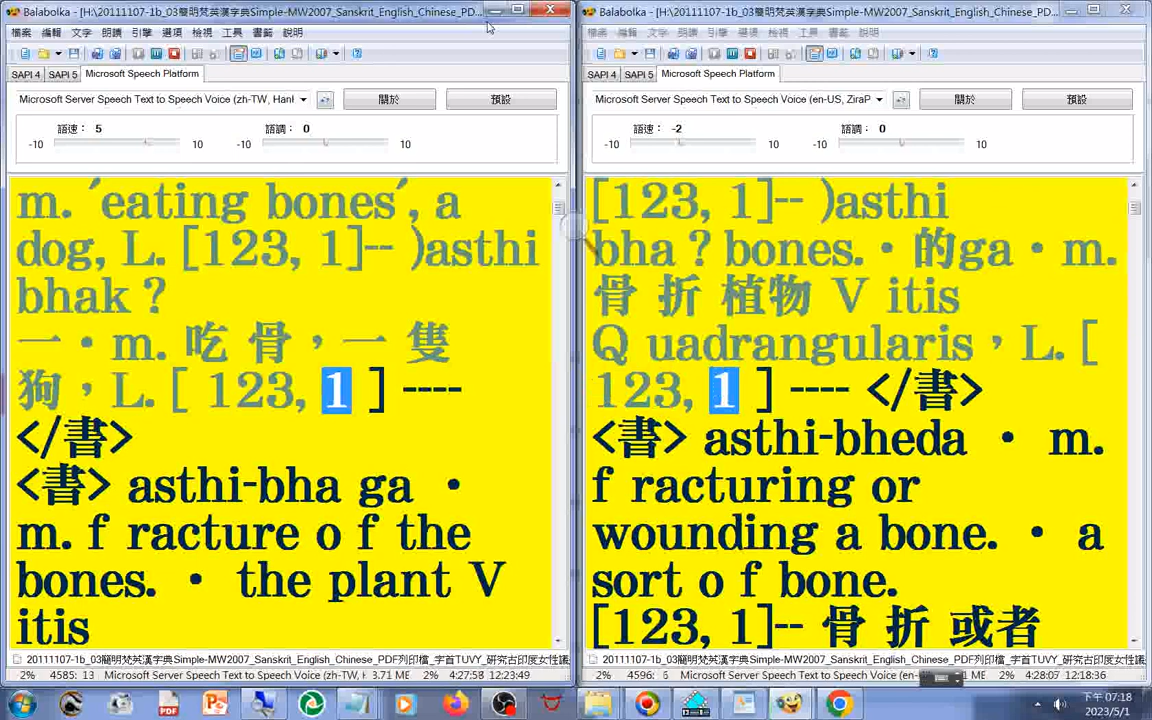 Balabolka - [H:\20111107-1b_03簡明梵英漢字典Simple-MW2007_Sanskrit_English_Chinese_PD...
檔案 編輯 文字 朗讀 引擎 選項 檢視 工具 書籤 說明
SAPI 4 SAPI 5 Microsoft Speech Platform
Microsoft Server Speech Text to Speech Voice (zh-TW, Hanl 關於 預設
語速： 5 語調： 0
-10 10 -10 10
m. 'eating bones', a
dog, L. [123, 1]-- )asthi
bhak ?
一・m. 吃 骨，一 隻
狗，L. [ 123, 1 ] ----
</書>
<書> asthi-bha ga ・
m. f racture o f the
bones. ・ the plant V
itis
20111107-1b_03簡明梵英漢字典Simple-MW2007_Sanskrit_English_Chinese_PDF列印檔_字首TUVY_研究古印度女性議
2% 4585: 13 Microsoft Server Speech Text to Speech Voice (zh-TW, H 3.71 ME 2% 4:27:58 12:23:49
Balabolka - [H:\20111107-1b_03簡明梵英漢字典Simple-MW2007_Sanskrit_English_Chinese_PD...
檔案 編輯 文字 朗讀 引擎 選項 檢視 工具 書籤 說明
SAPI 4 SAPI 5 Microsoft Speech Platform
Microsoft Server Speech Text to Speech Voice (en-US, ZiraP 關於 預設
語速： -2 語調： 0
-10 10 -10 10
[123, 1]-- )asthi
bha ? bones.・的ga・m.
骨 折 植物 V itis
Q uadrangularis，L. [
123, 1 ] ---- </書>
<書> asthi-bheda ・ m.
f racturing or
wounding a bone. ・ a
sort o f bone.
[123, 1]-- 骨 折 或者
20111107-1b_03簡明梵英漢字典Simple-MW2007_Sanskrit_English_Chinese_PDF列印檔_字首TUVY_研究古印度女性議
2% 4596: 6 Microsoft Server Speech Text to Speech Voice (en-U ME 2% 4:28:07 12:18:36
下午 07:18
2023/5/1